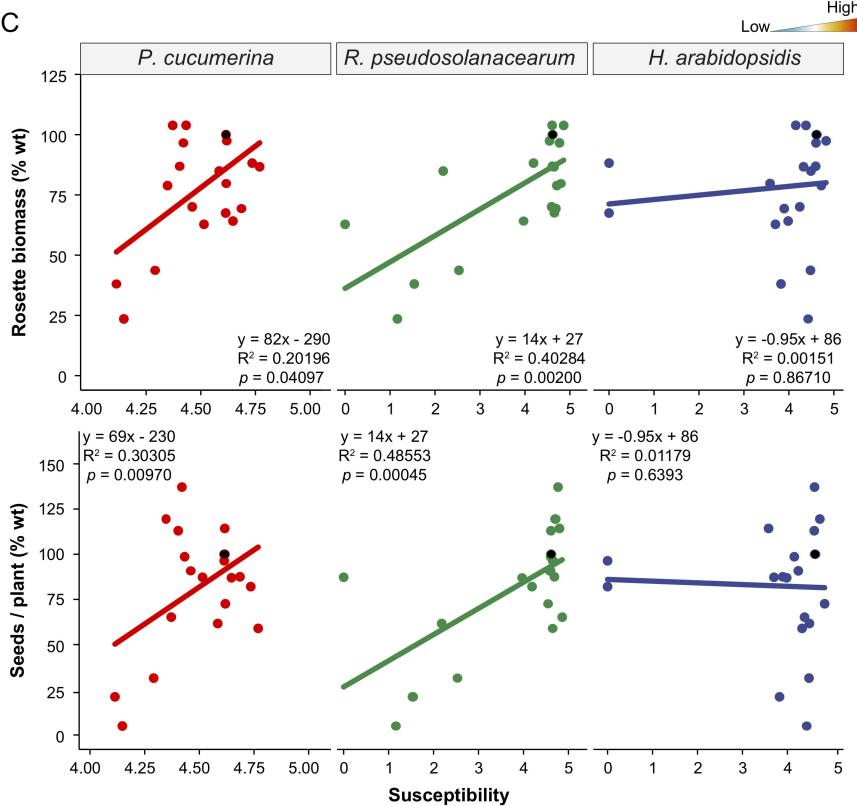 C
High
Low
P. cucumerina
R. pseudosolanacearum
H. arabidopsidis
Rosette biomass (% wt)
125
100
75
50
25
0
y = 82x - 290
R² = 0.20196
p = 0.04097
y = 14x + 27
R² = 0.40284
p = 0.00200
y = -0.95x + 86
R² = 0.00151
p = 0.86710
4.00 4.25 4.50 4.75 5.00
0 1 2 3 4 5
0 1 2 3 4 5
Seeds / plant (% wt)
150
125
100
75
50
25
0
y = 69x - 230
R² = 0.30305
p = 0.00970
y = 14x + 27
R² = 0.48553
p = 0.00045
y = -0.95x + 86
R² = 0.01179
p = 0.6393
4.00 4.25 4.50 4.75 5.00
0 1 2 3 4 5
0 1 2 3 4 5
Susceptibility